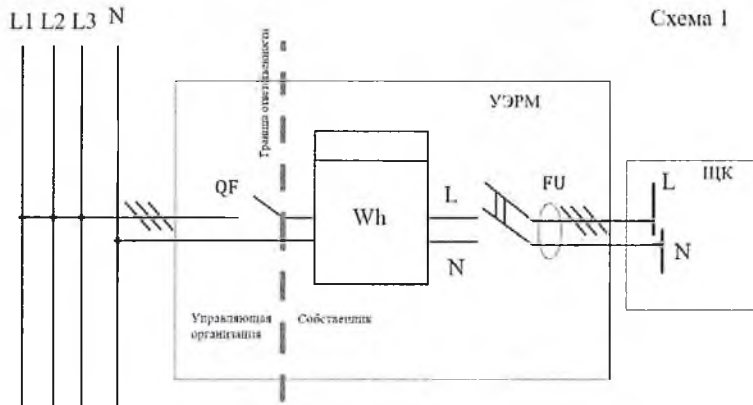 L1 L2 L3 N
Схема 1
УЭРМ
Граница ответственности
ЩК
QF
Wh
L
FU
L
N
N
Управляющая
организация
Собственник